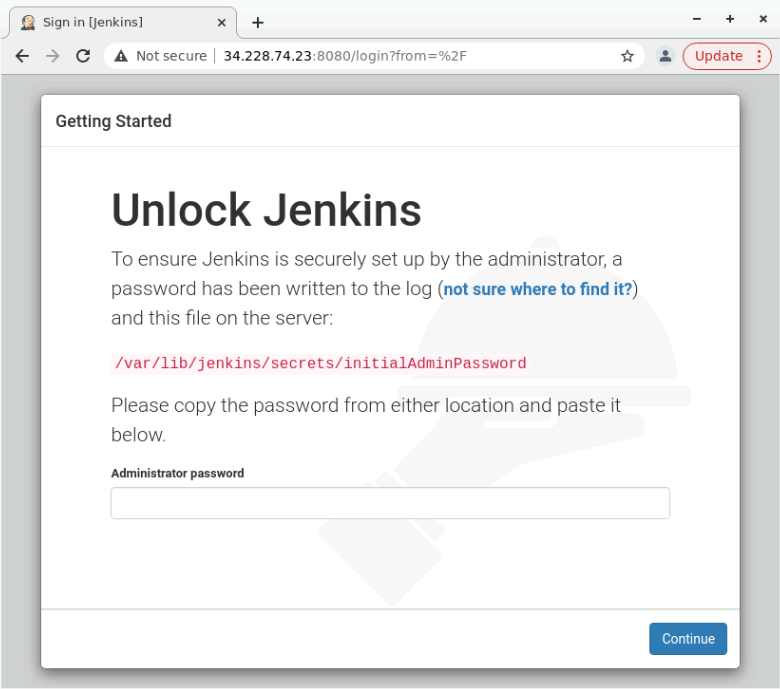 Sign in [Jenkins]
Not secure | 34.228.74.23:8080/login?from=%2F
Update
Getting Started
Unlock Jenkins
To ensure Jenkins is securely set up by the administrator, a
password has been written to the log (not sure where to find it?)
and this file on the server:
/var/lib/jenkins/secrets/initialAdminPassword
Please copy the password from either location and paste it
below.
Administrator password
Continue